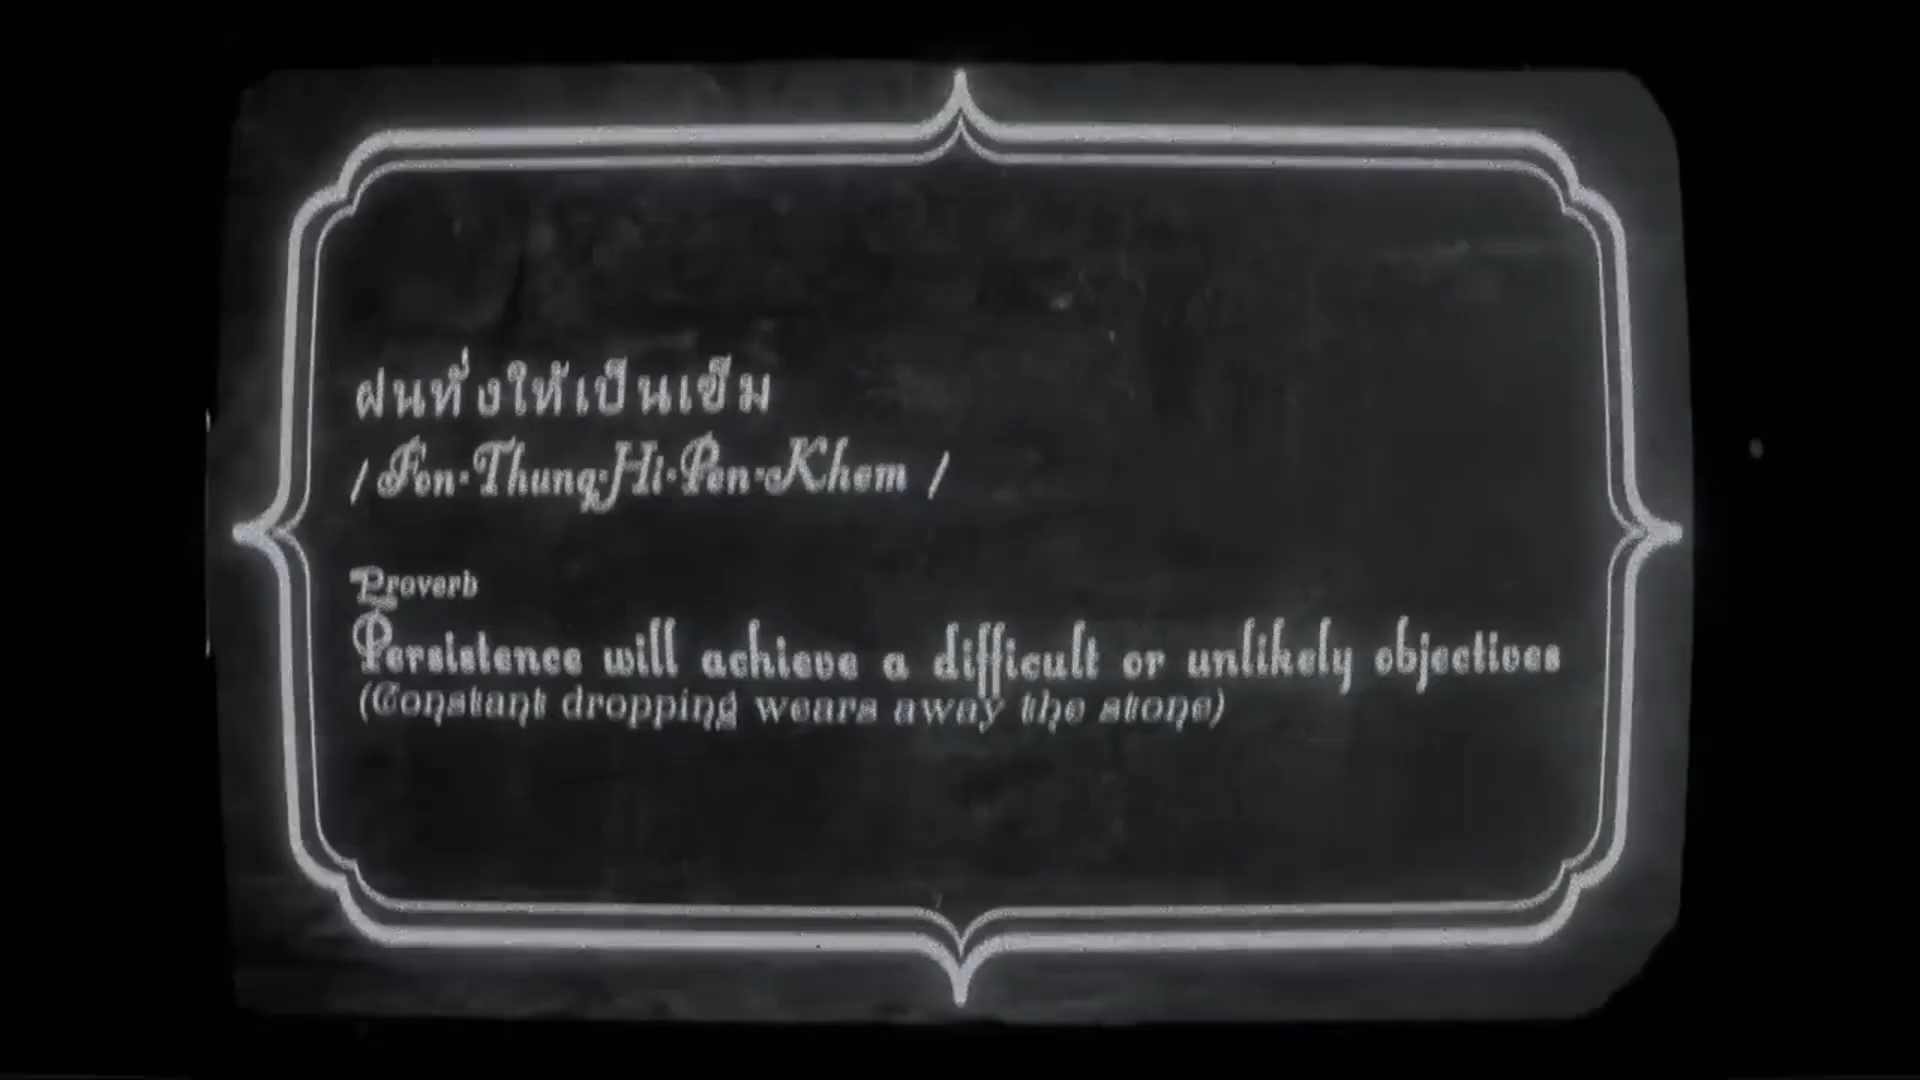 ฝนทั่งให้เป็นเข็ม
/Fon·Thung·Hi·Pen·Khem /
Proverb
Persistence will achieve a difficult or unlikely objectives
(Constant dropping wears away the stone)